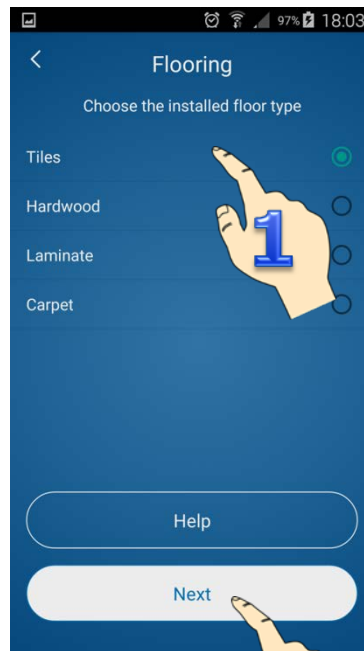 97% 18:03
Flooring
Choose the installed floor type
Tiles
1
Hardwood
Laminate
Carpet
Help
Next